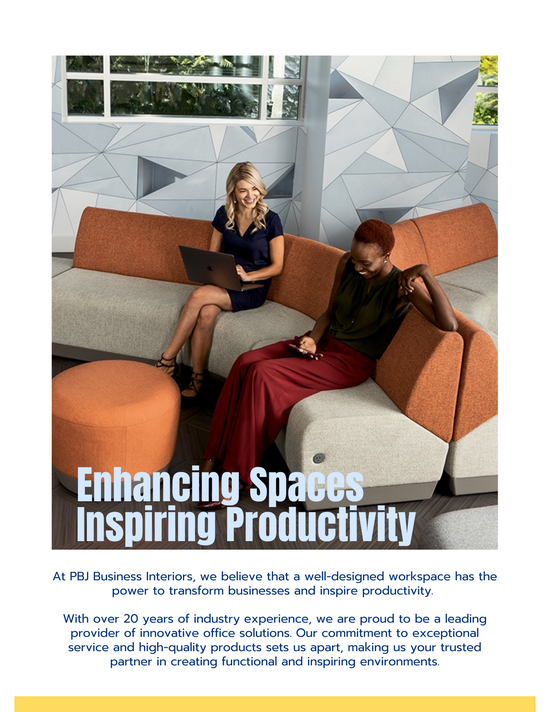 Enhancing Spaces
Inspiring Productivity
At PBJ Business Interiors, we believe that a well-designed workspace has the
power to transform businesses and inspire productivity.
With over 20 years of industry experience, we are proud to be a leading
provider of innovative office solutions. Our commitment to exceptional
service and high-quality products sets us apart, making us your trusted
partner in creating functional and inspiring environments.